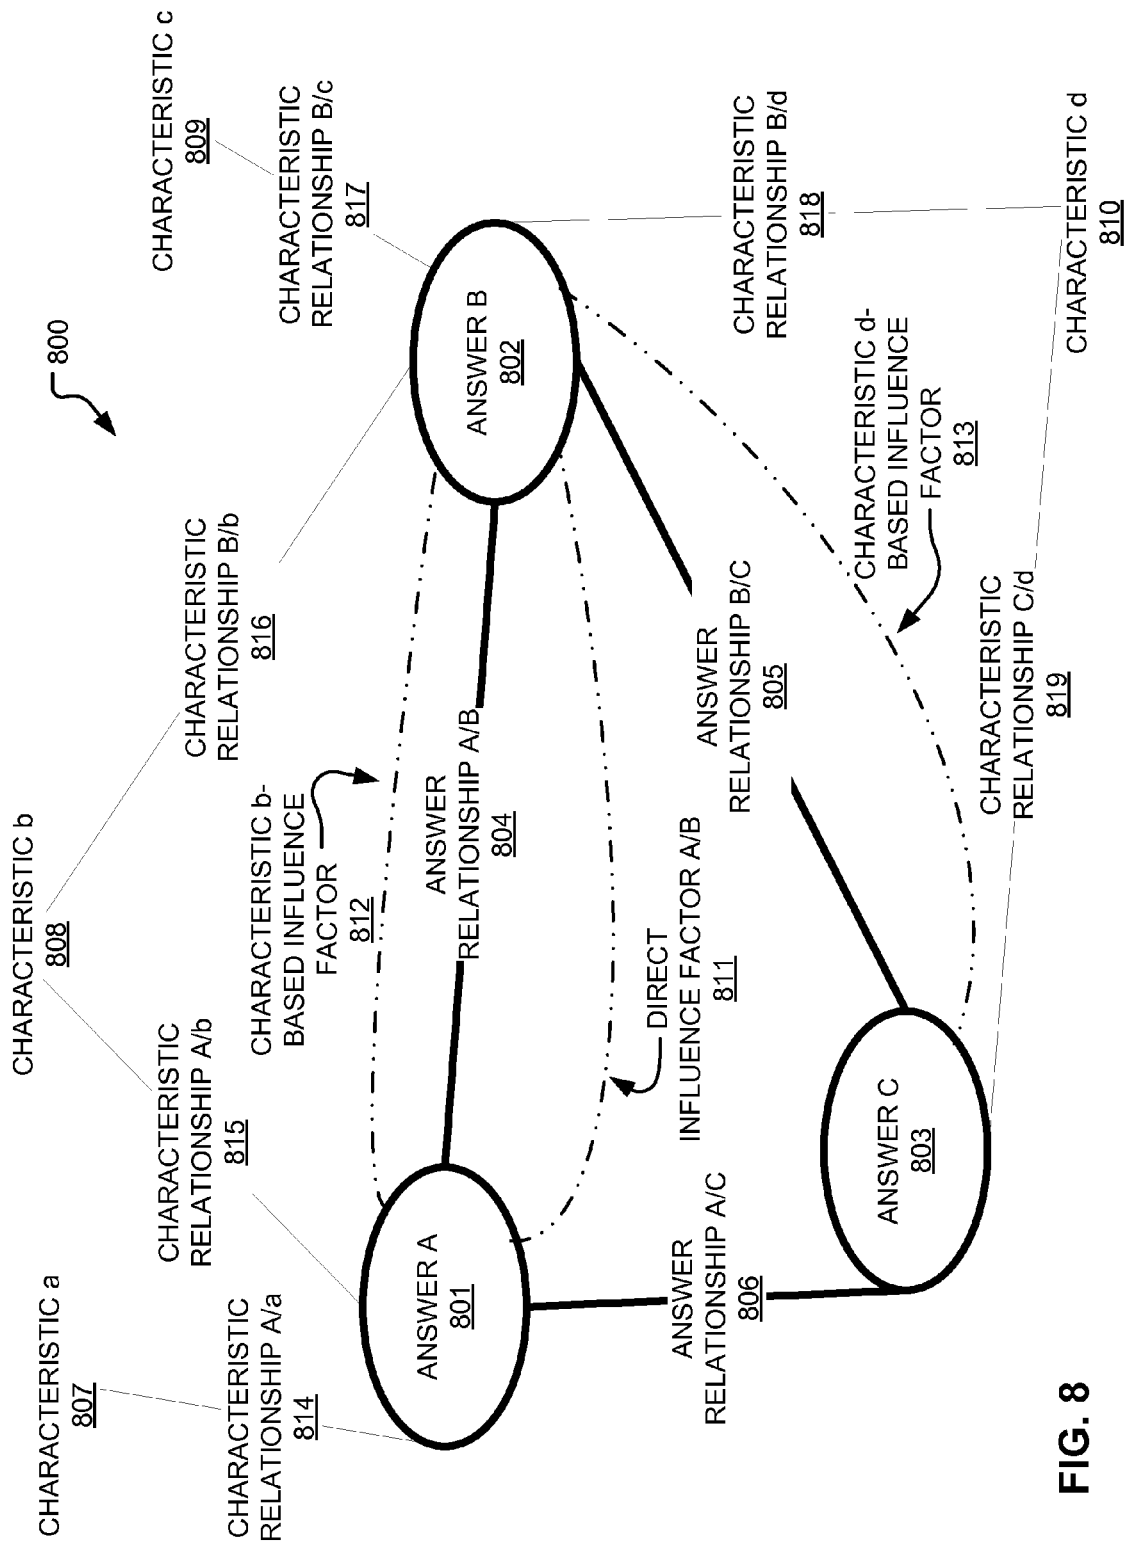 800
CHARACTERISTIC a
807
CHARACTERISTIC b
808
CHARACTERISTIC c
809
CHARACTERISTIC
RELATIONSHIP A/a
814
CHARACTERISTIC
RELATIONSHIP A/b
815
CHARACTERISTIC
RELATIONSHIP B/b
816
CHARACTERISTIC
RELATIONSHIP B/c
817
CHARACTERISTIC b-
BASED INFLUENCE
FACTOR
812
ANSWER A
801
ANSWER
RELATIONSHIP A/B
804
ANSWER B
802
DIRECT
INFLUENCE FACTOR A/B
811
ANSWER
RELATIONSHIP A/C
806
ANSWER
RELATIONSHIP B/C
805
CHARACTERISTIC
RELATIONSHIP B/d
818
CHARACTERISTIC d-
BASED INFLUENCE
FACTOR
813
ANSWER C
803
CHARACTERISTIC
RELATIONSHIP C/d
819
CHARACTERISTIC d
810
FIG. 8